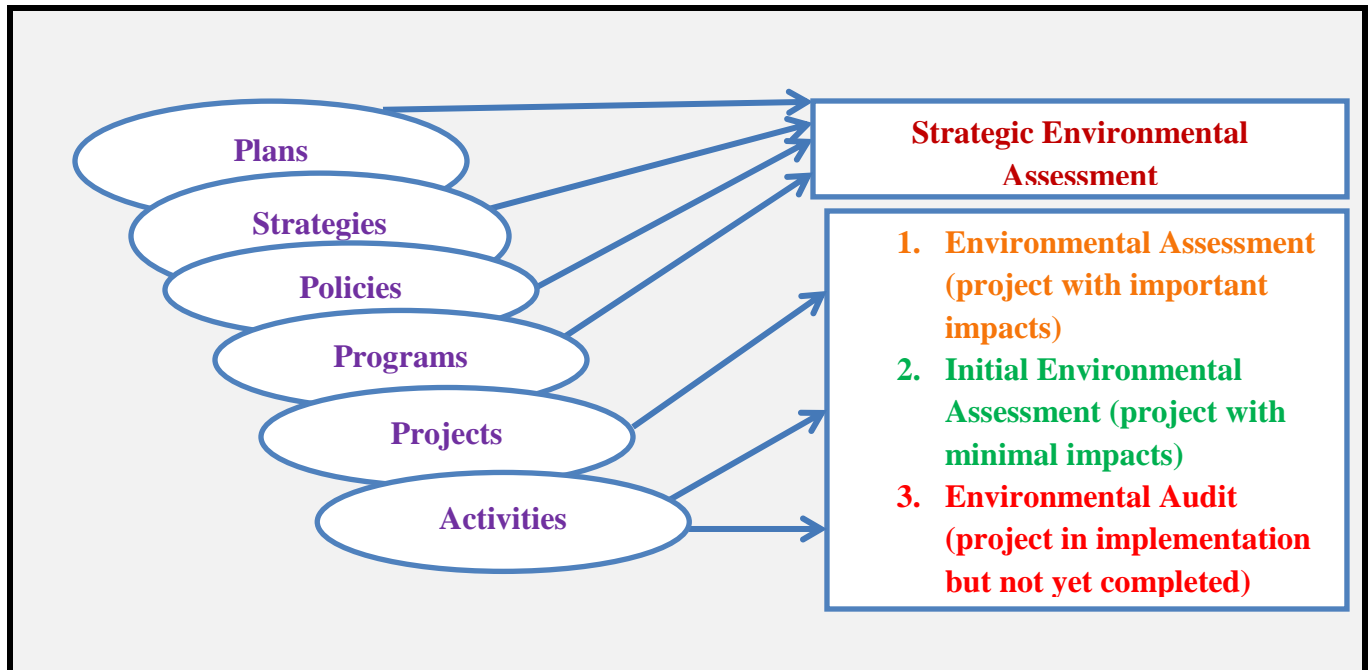 Plans
Strategies
Policies
Programs
Projects
Activities
Strategic Environmental
Assessment
1. Environmental Assessment
(project with important
impacts)
2. Initial Environmental
Assessment (project with
minimal impacts)
3. Environmental Audit
(project in implementation
but not yet completed)